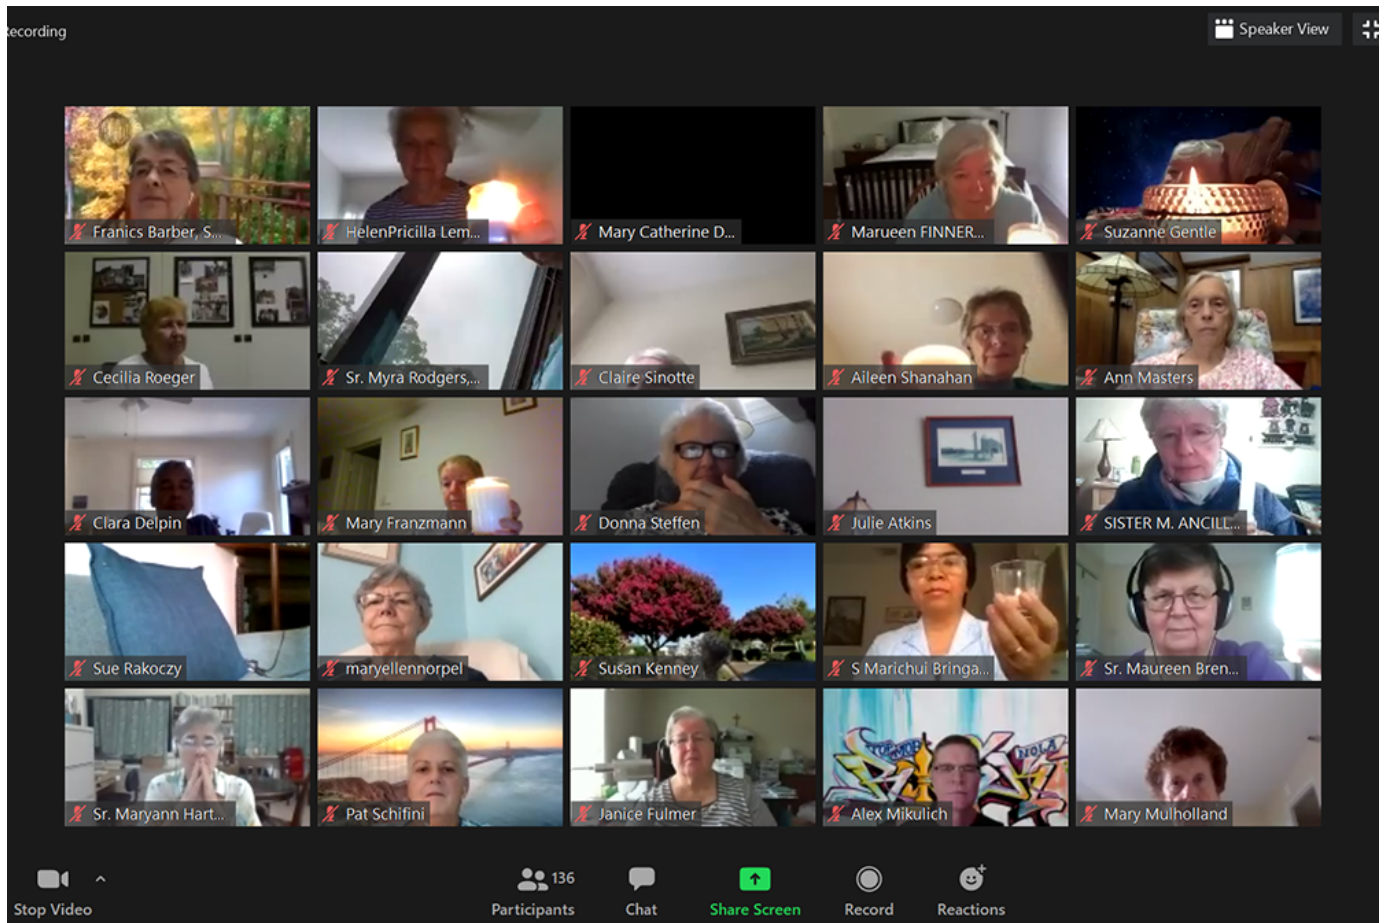 Recording
Speaker View
Franics Barber, S...
HelenPricilla Lem...
Mary Catherine D...
Marueen FINNER...
Suzanne Gentle
Cecilia Roeger
Sr. Myra Rodgers,...
Claire Sinotte
Aileen Shanahan
Ann Masters
Clara Delpin
Mary Franzmann
Donna Steffen
Julie Atkins
SISTER M. ANCILL...
Sue Rakoczy
maryellennorpel
Susan Kenney
S Marichui Bringa...
Sr. Maureen Bren...
NOLA
Sr. Maryann Hart...
Pat Schifini
Janice Fulmer
Alex Mikulich
Mary Mulholland
136
Stop Video
Participants
Chat
Share Screen
Record
Reactions